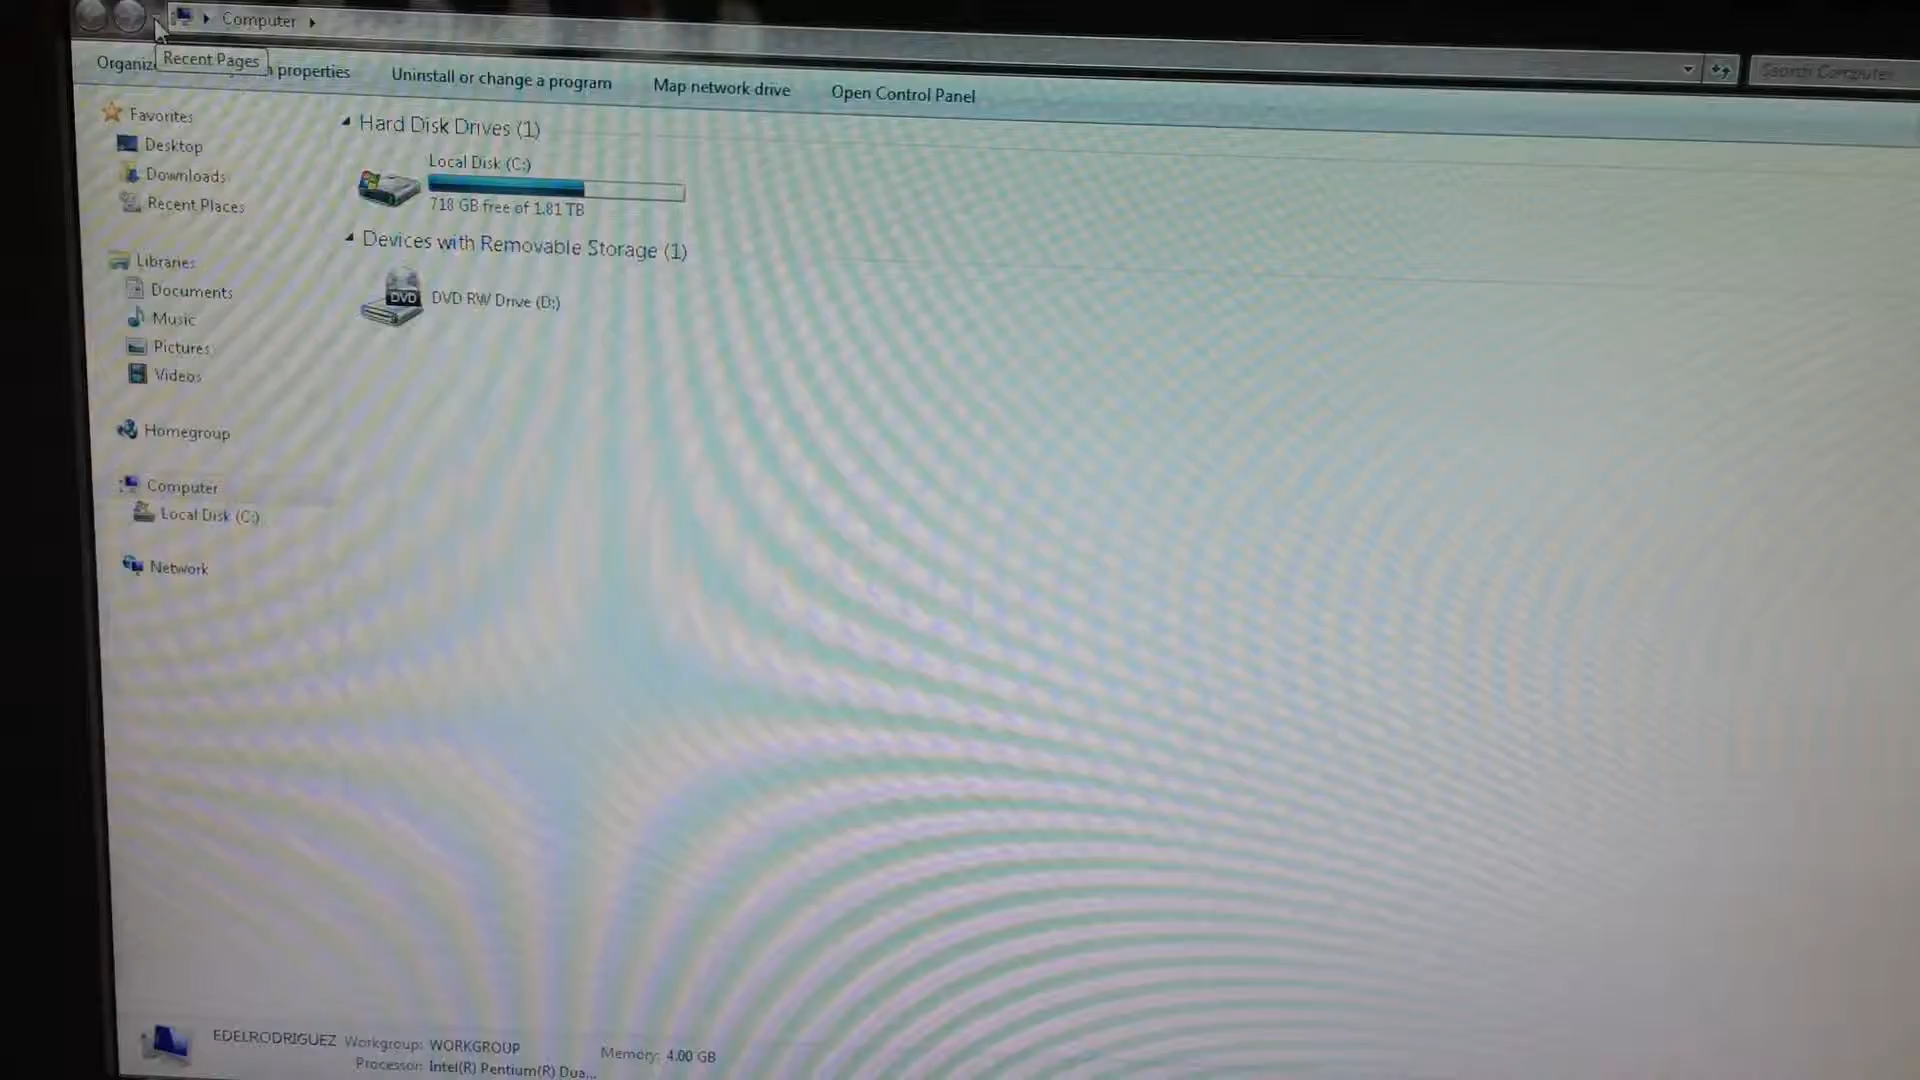 Computer
Recent Pages
Search Computer
properties
Uninstall or change a program
Map network drive
Open Control Panel
Favorites
Desktop
Downloads
Recent Places
Libraries
Documents
Music
Pictures
Videos
Homegroup
Computer
Local Disk (C:)
Network
Hard Disk Drives (1)
Local Disk (C:)
718 GB free of 1.81 TB
Devices with Removable Storage (1)
DVD
DVD RW Drive (D:)
EDELRODRIGUEZ Workgroup: WORKGROUP Memory: 4.00 GB
Processor: Intel(R) Pentium(R) Dua...